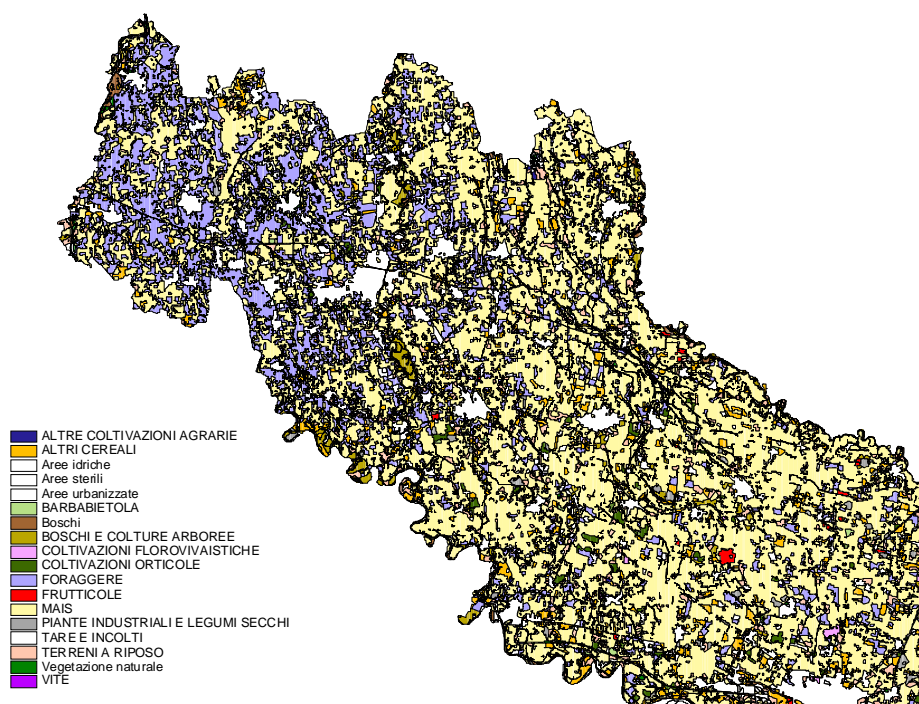 ALTRE COLTIVAZIONI AGRARIE
ALTRI CEREALI
Aree idriche
Aree sterili
Aree urbanizzate
BARBABIETOLA
Boschi
BOSCHI E COLTURE ARBOREE
COLTIVAZIONI FLOROVIVAISTICHE
COLTIVAZIONI ORTICOLE
FORAGGERE
FRUTTICOLE
MAIS
PIANTE INDUSTRIALI E LEGUMI SECCHI
TARE E INCOLTI
TERRENI A RIPOSO
Vegetazione naturale
VITE